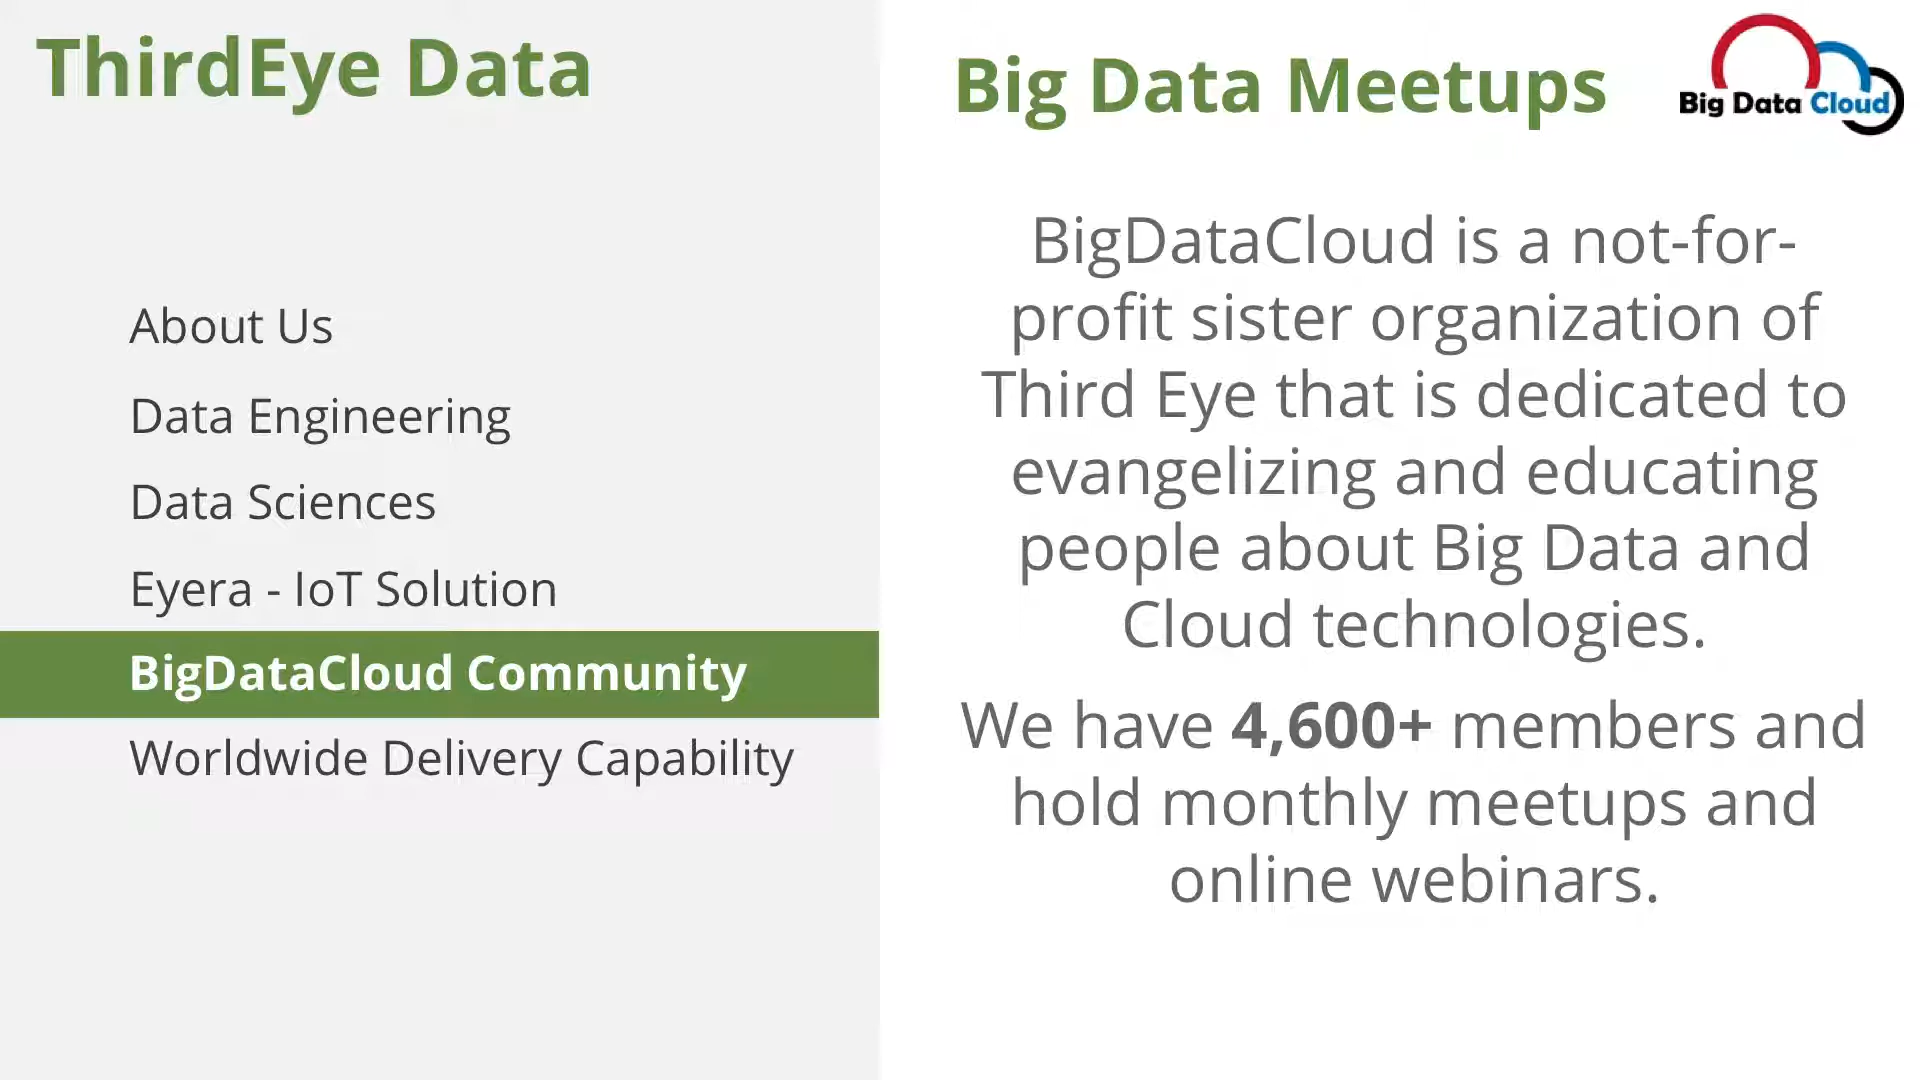 ThirdEye Data
About Us
Data Engineering
Data Sciences
Eyera - IoT Solution
BigDataCloud Community
Worldwide Delivery Capability
Big Data Meetups
Big Data Cloud
BigDataCloud is a not-for-
profit sister organization of
Third Eye that is dedicated to
evangelizing and educating
people about Big Data and
Cloud technologies.
We have 4,600+ members and
hold monthly meetups and
online webinars.